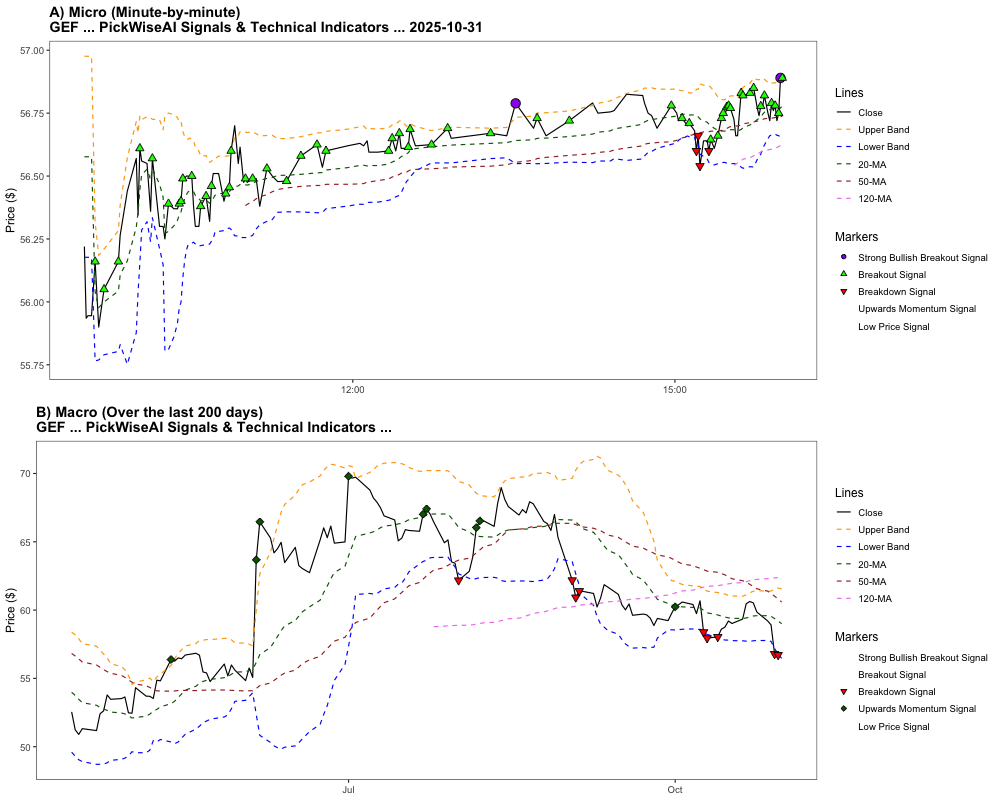 A) Micro (Minute-by-minute)
GEF ... PickWiseAI Signals & Technical Indicators ... 2025-10-31
57.00
56.75
56.50
56.25
56.00
55.75
Price ($)
12:00
15:00
Lines
Close
Upper Band
Lower Band
20-MA
50-MA
120-MA
Markers
Strong Bullish Breakout Signal
Breakout Signal
Breakdown Signal
Upwards Momentum Signal
Low Price Signal
B) Macro (Over the last 200 days)
GEF ... PickWiseAI Signals & Technical Indicators ...
70
65
60
55
50
Price ($)
Jul
Oct
Lines
Close
Upper Band
Lower Band
20-MA
50-MA
120-MA
Markers
Strong Bullish Breakout Signal
Breakout Signal
Breakdown Signal
Upwards Momentum Signal
Low Price Signal